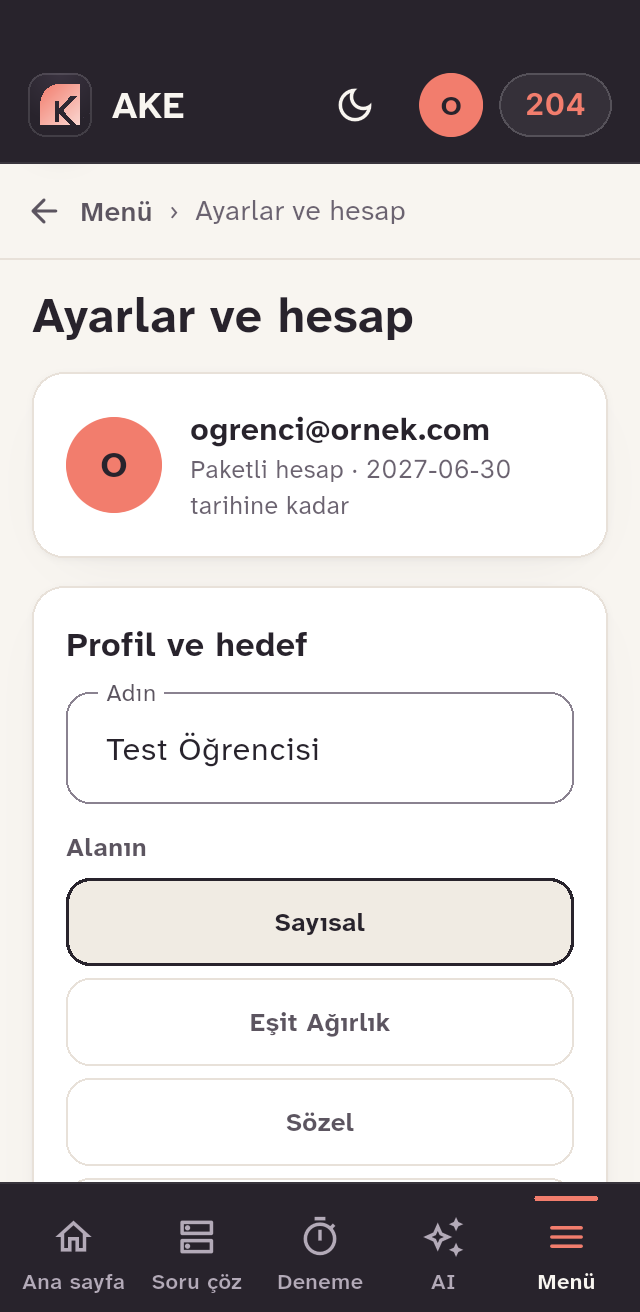 K
AKE
O
204
Menü › Ayarlar ve hesap
Ayarlar ve hesap
O
ogrenci@ornek.com
Paketli hesap · 2027-06-30
tarihine kadar
Profil ve hedef
Adın
Test Öğrencisi
Alanın
Sayısal
Eşit Ağırlık
Sözel
Ana sayfa
Soru çöz
Deneme
AI
Menü